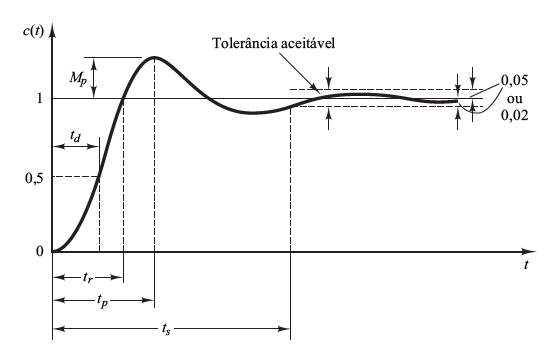 c(t)
Tolerância aceitável
M_p
0,05
ou
0,02
1
t_d
0,5
0
t
t_r
t_p
t_s